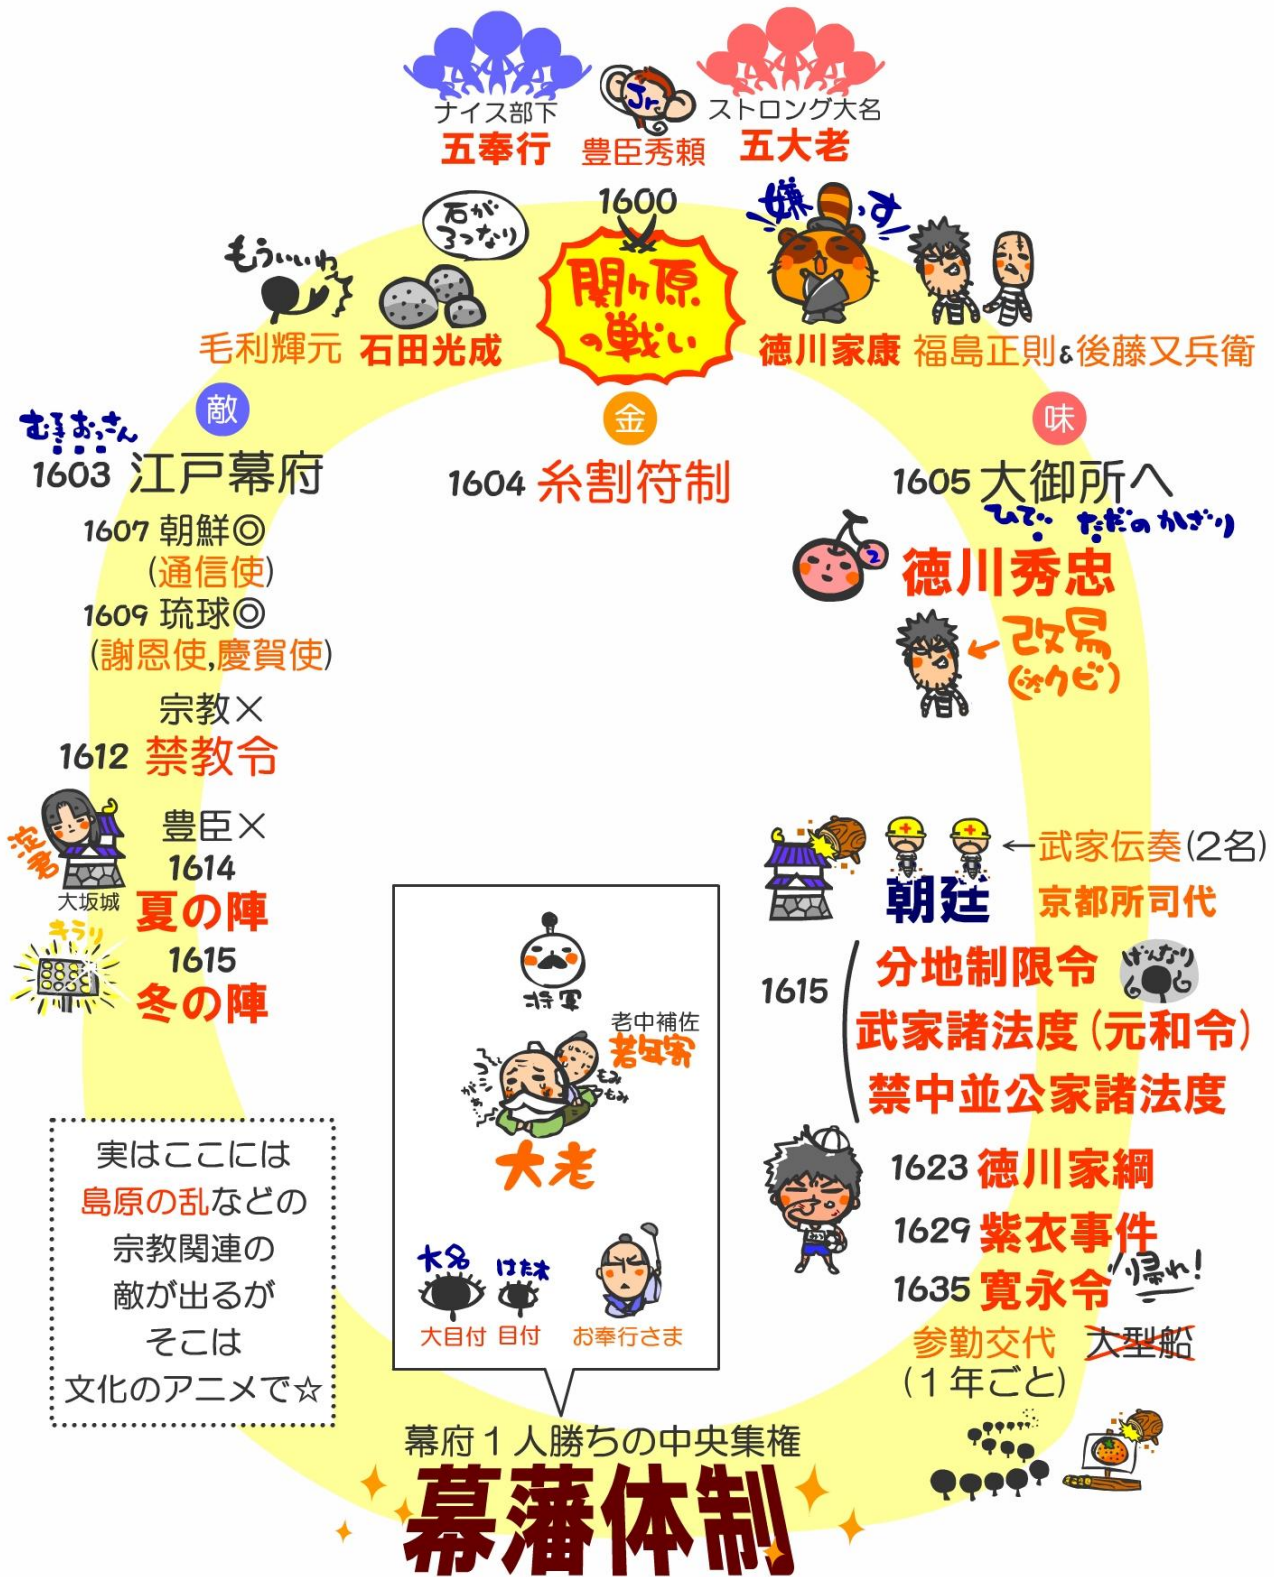 ナイス部下
五奉行
Jr
豊臣秀頼
ストロング大名
五大老
1600
関ヶ原
の戦い
もういいわ
毛利輝元
石が
3つなり
石田光成
嫌っす
徳川家康
福島正則&後藤又兵衛
敵
金
味
1603 江戸幕府
1607 朝鮮◎
(通信使)
1609 琉球◎
(謝恩使,慶賀使)
宗教×
1612 禁教令
豊臣×
1614
夏の陣
大坂城
淀君
1615
冬の陣
きらり
1604 糸割符制
1605 大御所へ
ひで ただのかざり
2
徳川秀忠
改易
朝廷
←武家伝奏(2名)
京都所司代
1615
分地制限令
げんなり
武家諸法度(元和令)
禁中並公家諸法度
1623 徳川家綱
1629 紫衣事件
1635 寛永令
帰れ!
参勤交代
(1年ごと)
大型船
将軍
老中補佐
若年寄
もみ
もみ
大老
大名
はたもと
大目付
目付
お奉行さま
実はここには
島原の乱などの
宗教関連の
敵が出るが
そこは
文化のアニメで☆
幕府1人勝ちの中央集権
幕藩体制